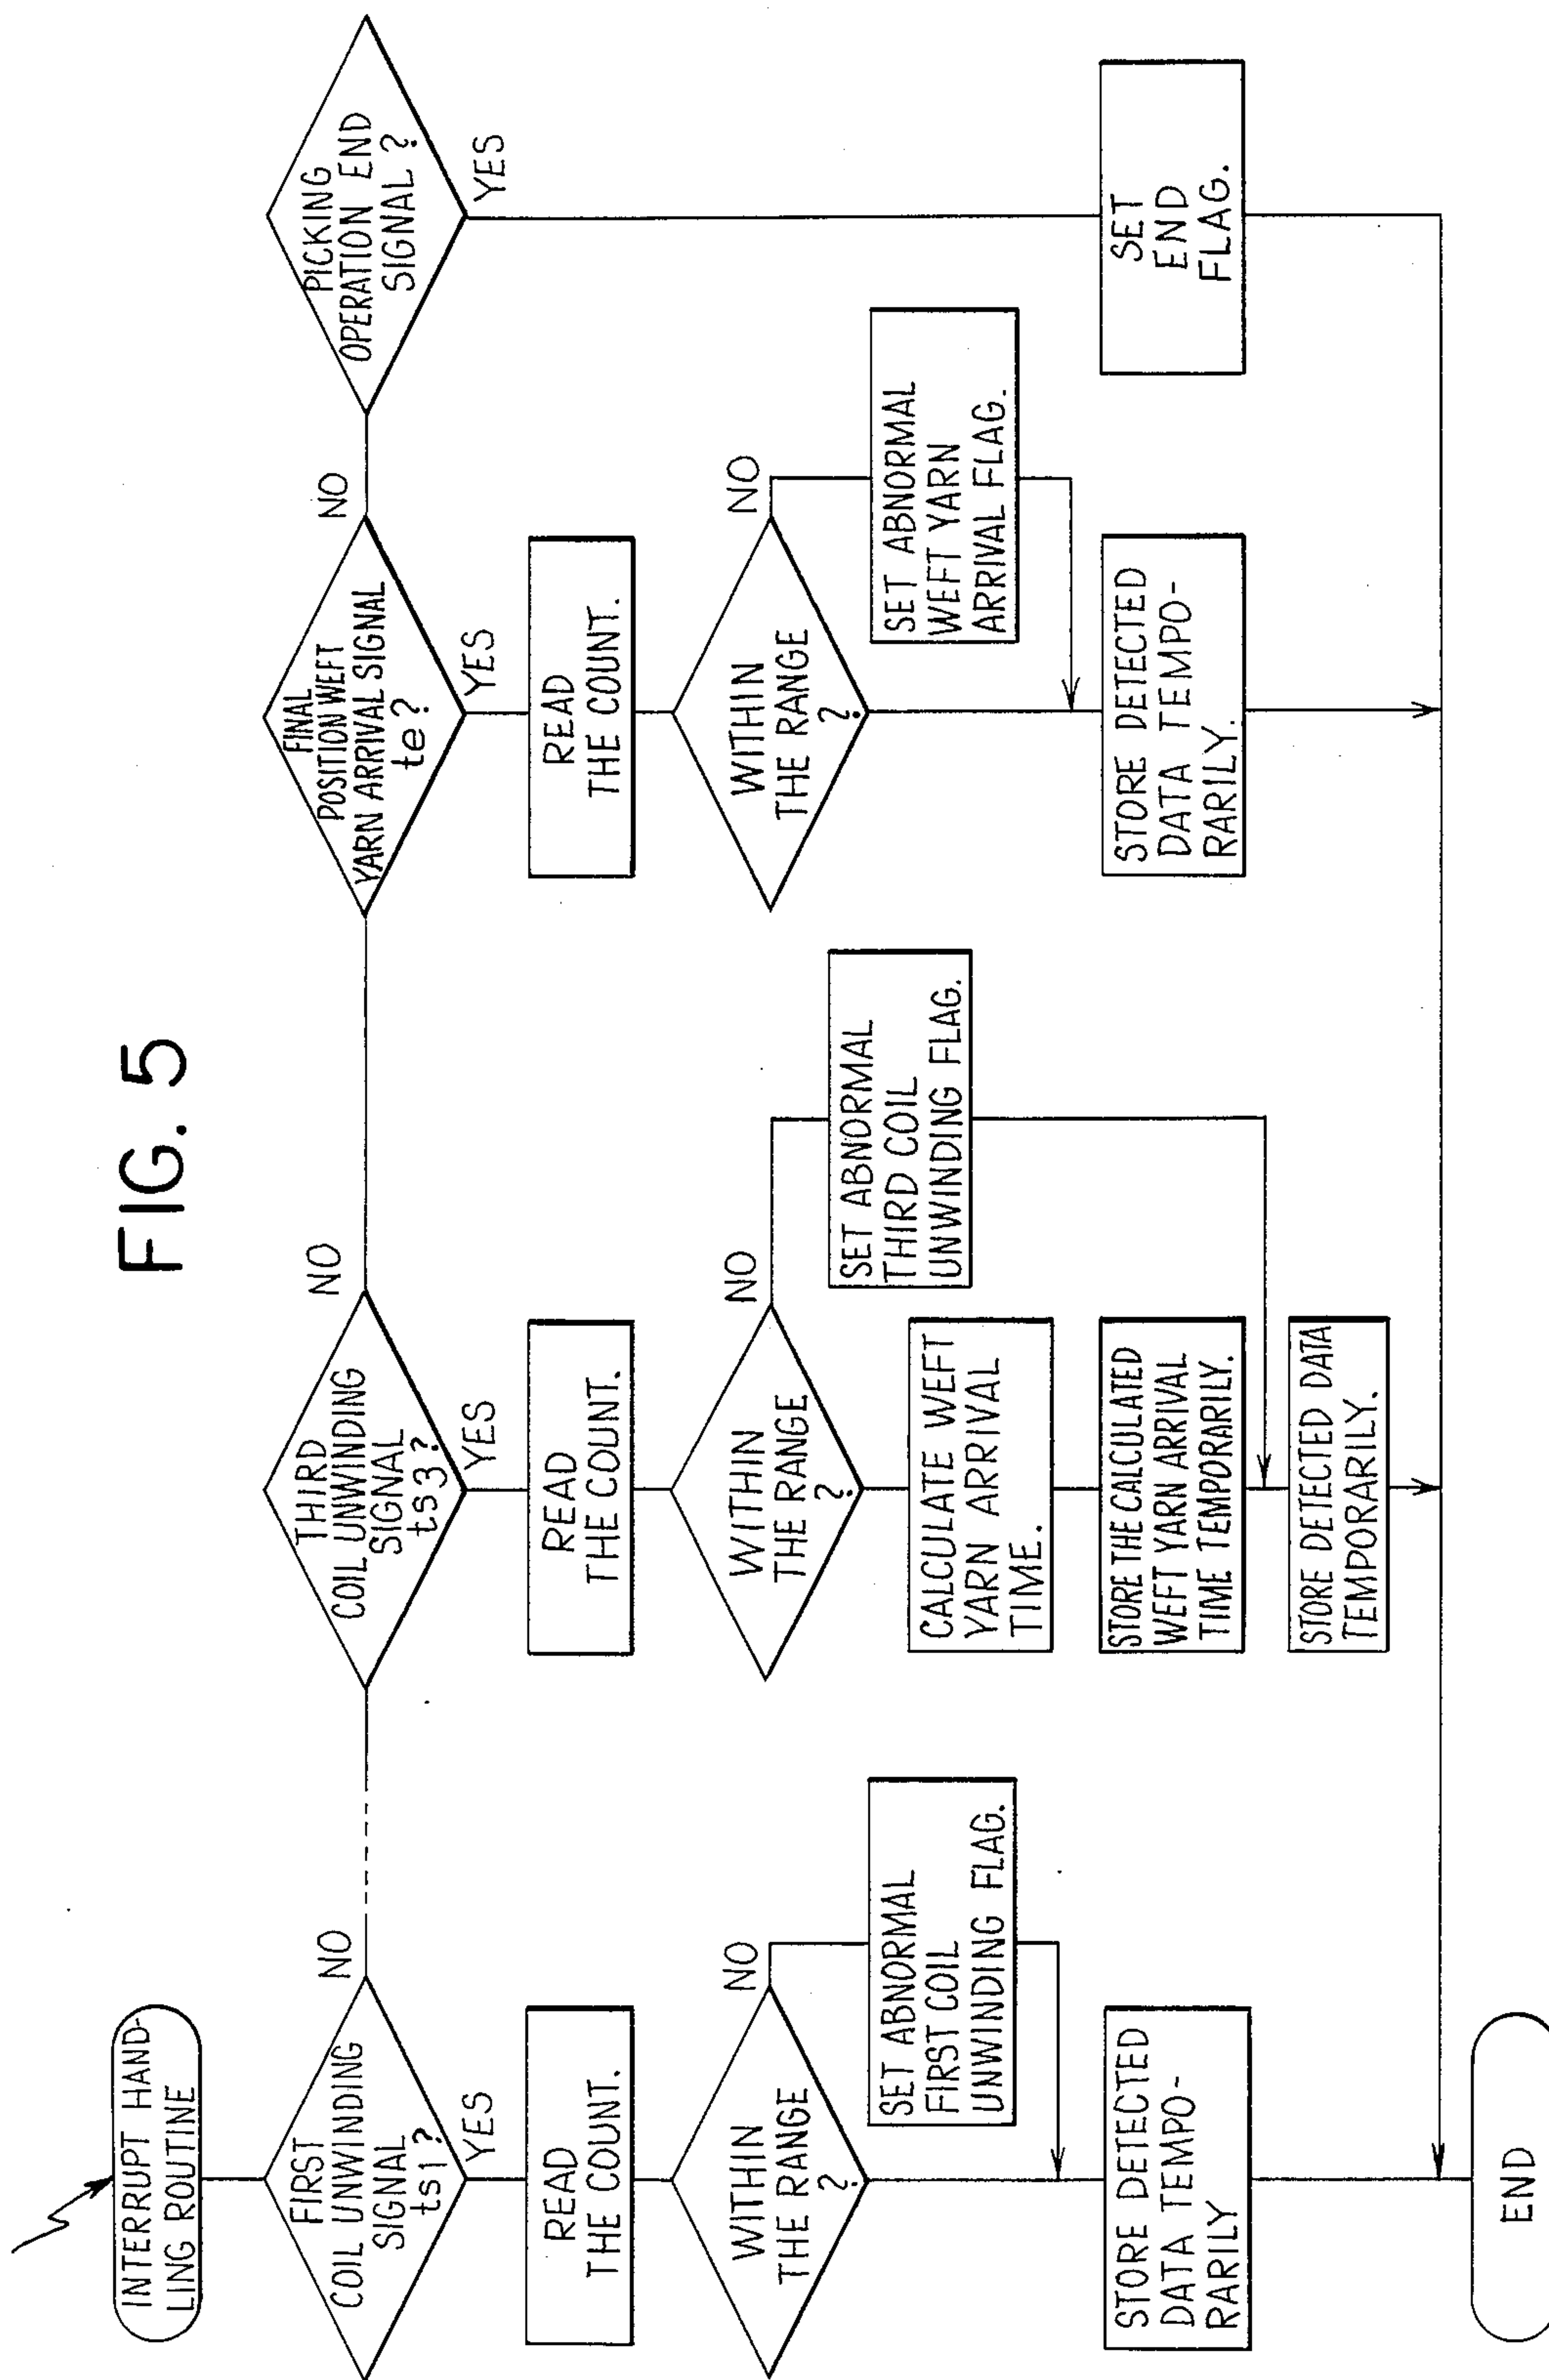 FIG. 5
INTERRUPT HAND-
LING ROUTINE
FIRST
COIL UNWINDING
SIGNAL
ts1?
NO
YES
READ
THE COUNT.
WITHIN
THE RANGE
?
NO
SET ABNORMAL
FIRST COIL
UNWINDING FLAG.
STORE DETECTED
DATA TEMPO-
RARILY
END
THIRD
COIL UNWINDING
SIGNAL
ts3?
NO
YES
READ
THE COUNT.
WITHIN
THE RANGE
?
NO
SET ABNORMAL
THIRD COIL
UNWINDING FLAG.
CALCULATE WEFT
YARN ARRIVAL
TIME.
STORE THE CALCULATED
WEFT YARN ARRIVAL
TIME TEMPORARILY.
STORE DETECTED DATA
TEMPORARILY.
FINAL
POSITION WEFT
YARN ARRIVAL SIGNAL
te?
NO
YES
READ
THE COUNT.
WITHIN
THE RANGE
?
NO
SET ABNORMAL
WEFT YARN
ARRIVAL FLAG.
STORE DETECTED
DATA TEMPO-
RARILY.
PICKING
OPERATION END
SIGNAL ?
YES
SET
END
FLAG.